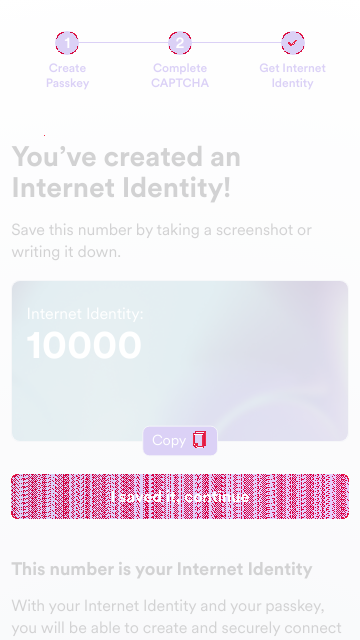 1 2
Create Passkey
Complete CAPTCHA
Get Internet Identity
You’ve created an
Internet Identity!
Save this number by taking a screenshot or
writing it down.
Internet Identity:
10000
Copy
I saved it, continue
This number is your Internet Identity
With your Internet Identity and your passkey,
you will be able to create and securely connect